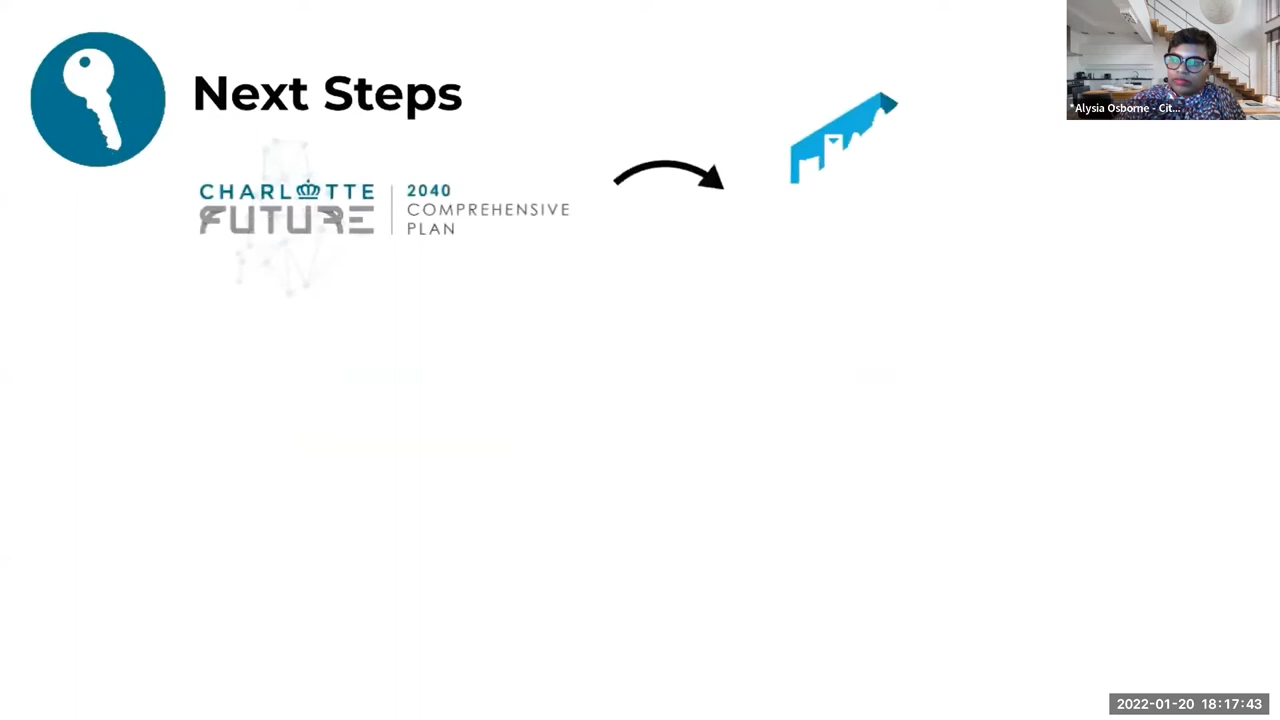 Next Steps
CHARLOTTE
FUTURE
2040
COMPREHENSIVE
PLAN
*Alysia Osborne - Cit...
2022-01-20 18:17:43